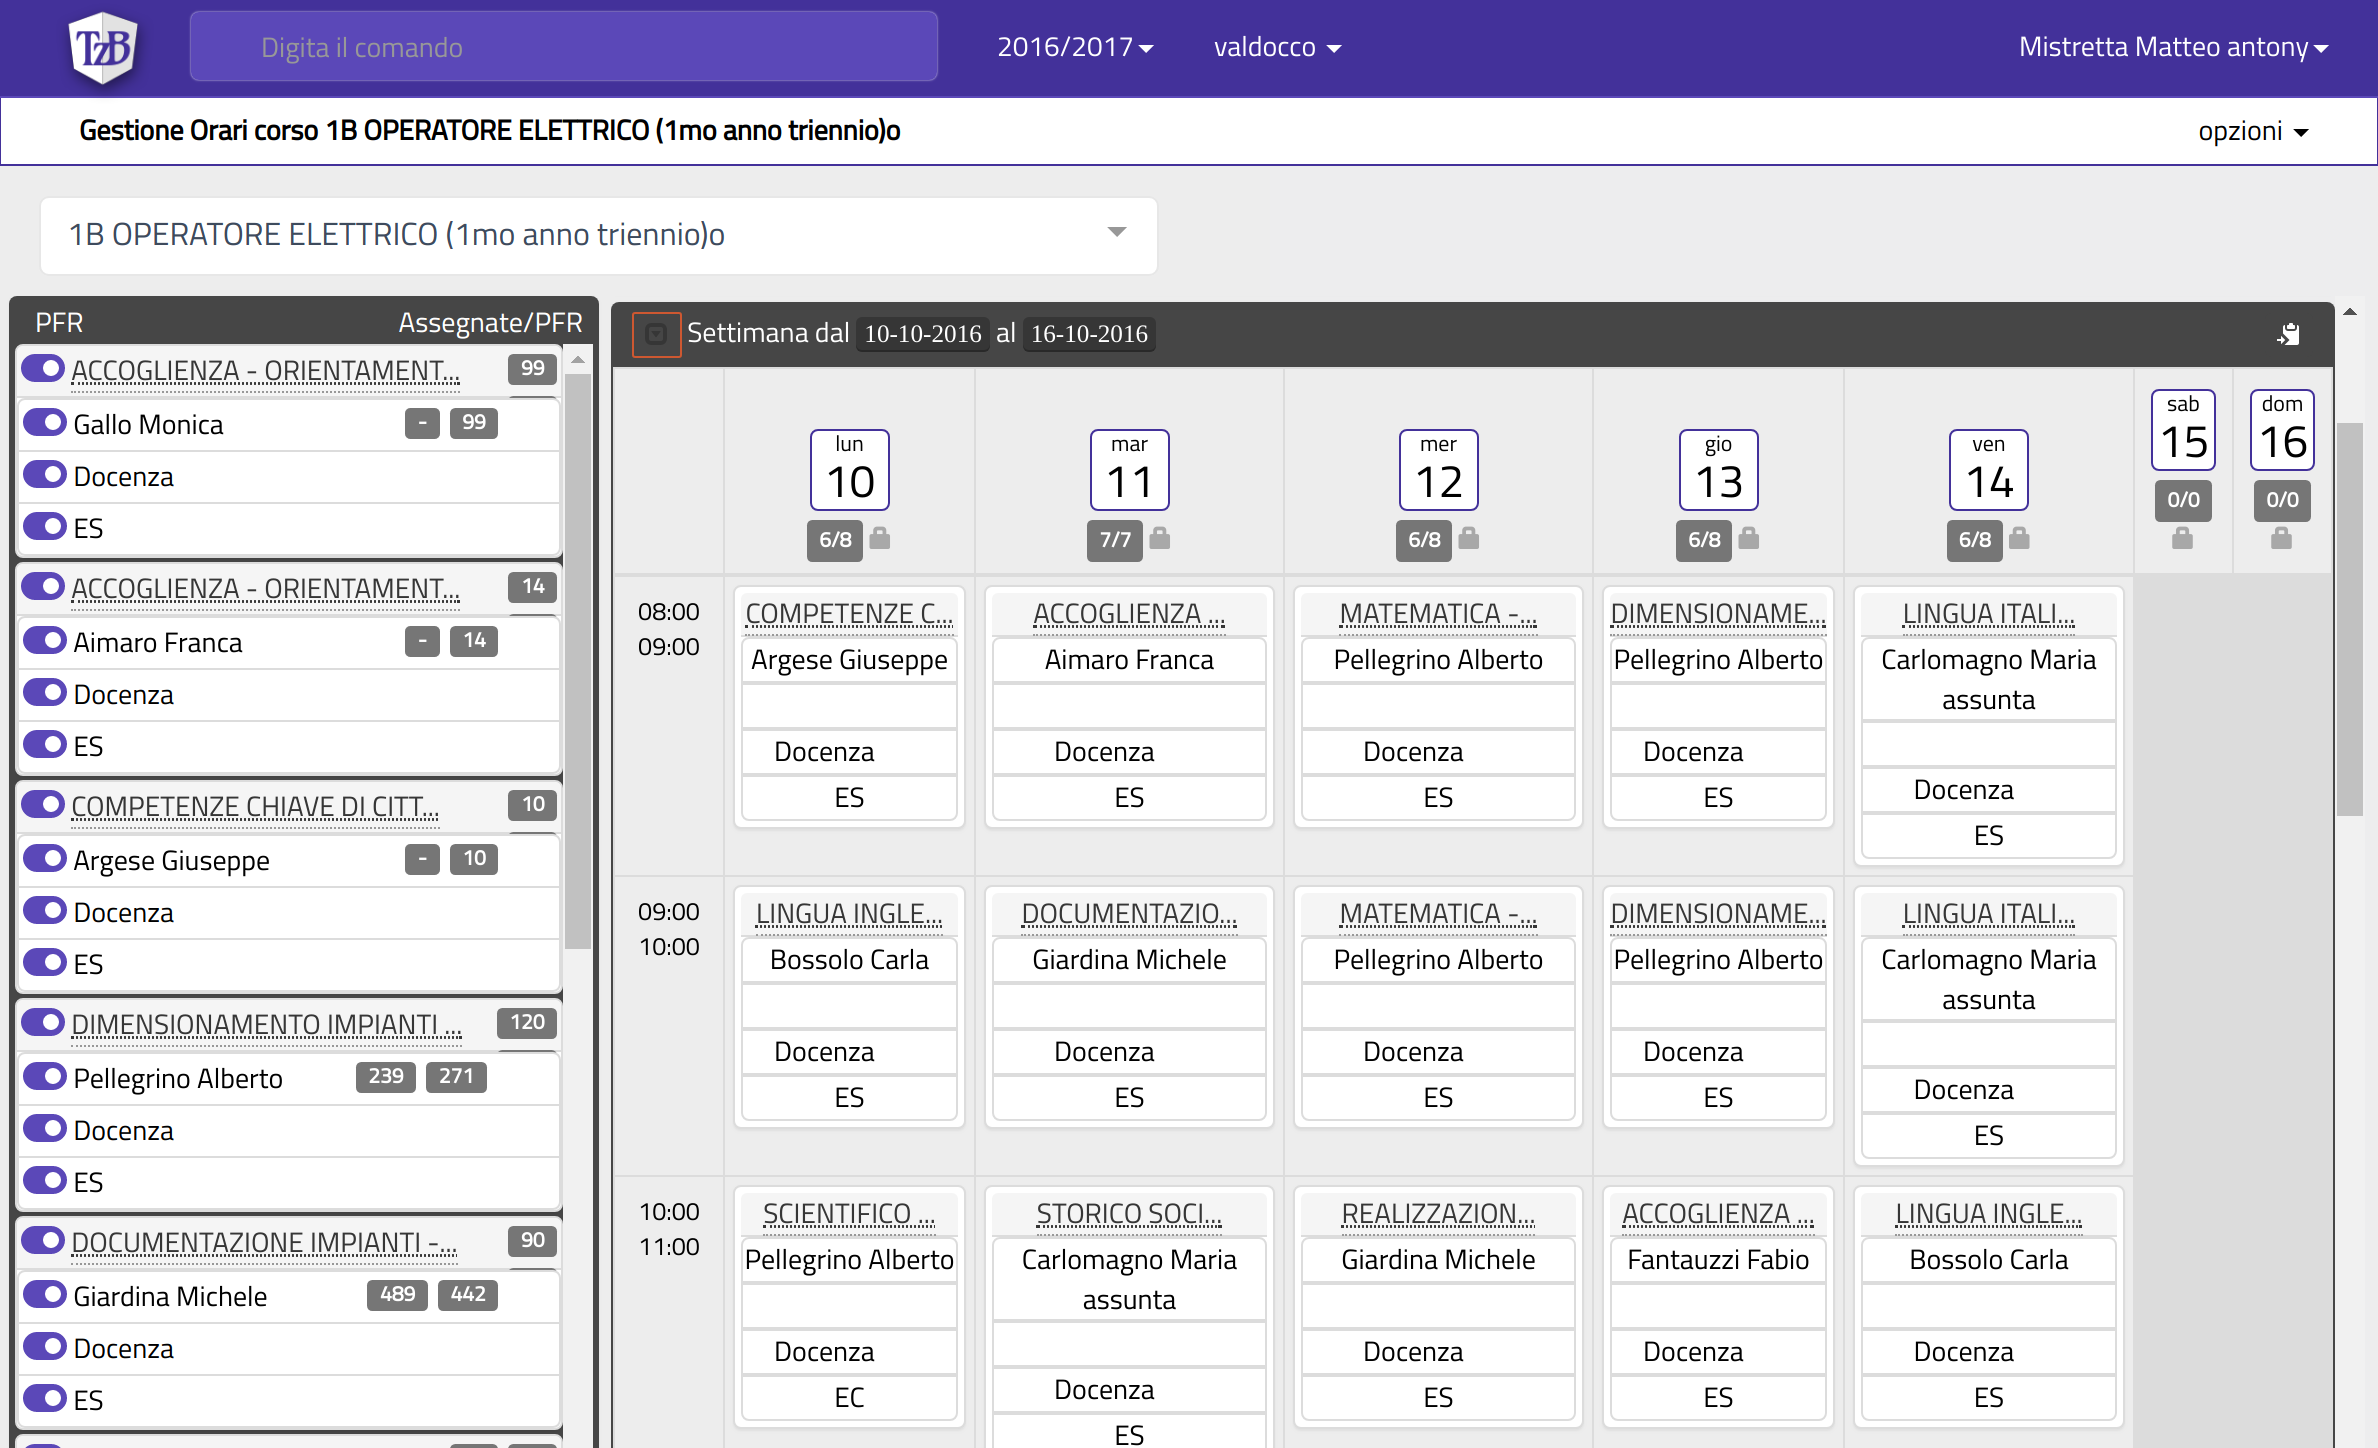 TzB
Digita il comando
2016/2017
valdocco
Mistretta Matteo antony
Gestione Orari corso 1B OPERATORE ELETTRICO (1mo anno triennio)o
opzioni
1B OPERATORE ELETTRICO (1mo anno triennio)o
PFR Assegnate/PFR
ACCOGLIENZA - ORIENTAMENT... 99
Gallo Monica - 99
Docenza
ES
ACCOGLIENZA - ORIENTAMENT... 14
Aimaro Franca - 14
Docenza
ES
COMPETENZE CHIAVE DI CITT... 10
Argese Giuseppe - 10
Docenza
ES
DIMENSIONAMENTO IMPIANTI ... 120
Pellegrino Alberto 239 271
Docenza
ES
DOCUMENTAZIONE IMPIANTI -... 90
Giardina Michele 489 442
Docenza
ES
Settimana dal 10-10-2016 al 16-10-2016
lun 10 6/8
mar 11 7/7
mer 12 6/8
gio 13 6/8
ven 14 6/8
sab 15 0/0
dom 16 0/0
08:00
09:00
COMPETENZE C...
Argese Giuseppe
Docenza
ES
ACCOGLIENZA ...
Aimaro Franca
Docenza
ES
MATEMATICA -...
Pellegrino Alberto
Docenza
ES
DIMENSIONAME...
Pellegrino Alberto
Docenza
ES
LINGUA ITALI...
Carlomagno Maria
assunta
Docenza
ES
09:00
10:00
LINGUA INGLE...
Bossolo Carla
Docenza
ES
DOCUMENTAZIO...
Giardina Michele
Docenza
ES
MATEMATICA -...
Pellegrino Alberto
Docenza
ES
DIMENSIONAME...
Pellegrino Alberto
Docenza
ES
LINGUA ITALI...
Carlomagno Maria
assunta
Docenza
ES
10:00
11:00
SCIENTIFICO ...
Pellegrino Alberto
Docenza
EC
STORICO SOCI...
Carlomagno Maria
assunta
Docenza
ES
REALIZZAZION...
Giardina Michele
Docenza
ES
ACCOGLIENZA ...
Fantauzzi Fabio
Docenza
ES
LINGUA INGLE...
Bossolo Carla
Docenza
ES